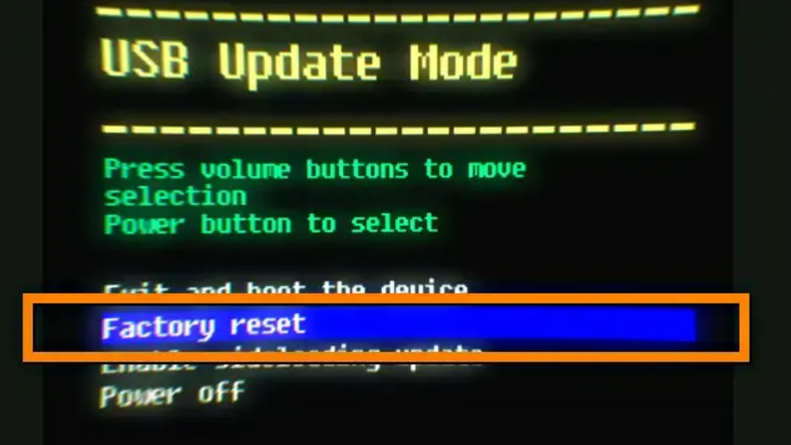 USB Update Mode
Press volume buttons to move
selection
Power button to select
Exit and boot the device
Factory reset
Enable sideloading update
Power off